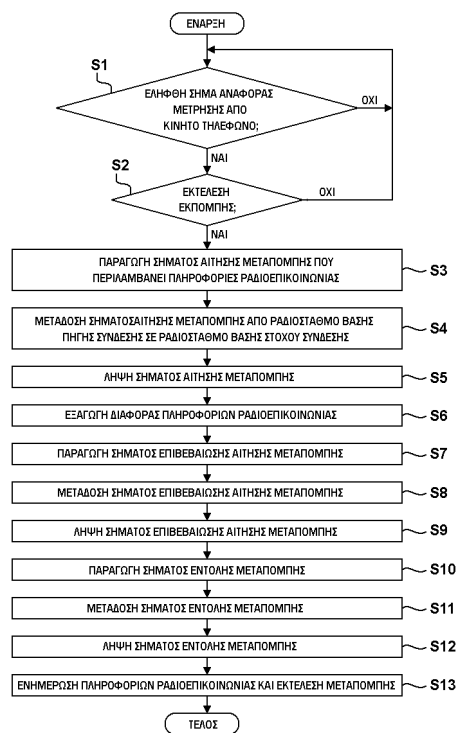 ΕΝΑΡΞΗ
S1
ΕΛΗΦΘΗ ΣΗΜΑ ΑΝΑΦΟΡΑΣ
ΜΕΤΡΗΣΗΣ ΑΠΟ
ΚΙΝΗΤΟ ΤΗΛΕΦΩΝΟ;
ΟΧΙ
ΝΑΙ
S2
ΕΚΤΕΛΕΣΗ
ΕΚΠΟΜΠΗΣ;
ΟΧΙ
ΝΑΙ
ΠΑΡΑΓΩΓΗ ΣΗΜΑΤΟΣ ΑΙΤΗΣΗΣ ΜΕΤΑΠΟΜΠΗΣ ΠΟΥ
ΠΕΡΙΛΑΜΒΑΝΕΙ ΠΛΗΡΟΦΟΡΙΕΣ ΡΑΔΙΟΕΠΙΚΟΙΝΩΝΙΑΣ
S3
ΜΕΤΑΔΟΣΗ ΣΗΜΑΤΟΣΑΙΤΗΣΗΣ ΜΕΤΑΠΟΜΠΗΣ ΑΠΟ ΡΑΔΙΟΣΤΑΘΜΟ ΒΑΣΗΣ
ΠΗΓΗΣ ΣΥΝΔΕΣΗΣ ΣΕ ΡΑΔΙΟΣΤΑΘΜΟ ΒΑΣΗΣ ΣΤΟΧΟΥ ΣΥΝΔΕΣΗΣ
S4
ΛΗΨΗ ΣΗΜΑΤΟΣ ΑΙΤΗΣΗΣ ΜΕΤΑΠΟΜΠΗΣ
S5
ΕΞΑΓΩΓΗ ΔΙΑΦΟΡΑΣ ΠΛΗΡΟΦΟΡΙΩΝ ΡΑΔΙΟΕΠΙΚΟΙΝΩΝΙΑΣ
S6
ΠΑΡΑΓΩΓΗ ΣΗΜΑΤΟΣ ΕΠΙΒΕΒΑΙΩΣΗΣ ΑΙΤΗΣΗΣ ΜΕΤΑΠΟΜΠΗΣ
S7
ΜΕΤΑΔΟΣΗ ΣΗΜΑΤΟΣ ΕΠΙΒΕΒΑΙΩΣΗΣ ΑΙΤΗΣΗΣ ΜΕΤΑΠΟΜΠΗΣ
S8
ΛΗΨΗ ΣΗΜΑΤΟΣ ΕΠΙΒΕΒΑΙΩΣΗΣ ΑΙΤΗΣΗΣ ΜΕΤΑΠΟΜΠΗΣ
S9
ΠΑΡΑΓΩΓΗ ΣΗΜΑΤΟΣ ΕΝΤΟΛΗΣ ΜΕΤΑΠΟΜΠΗΣ
S10
ΜΕΤΑΔΟΣΗ ΣΗΜΑΤΟΣ ΕΝΤΟΛΗΣ ΜΕΤΑΠΟΜΠΗΣ
S11
ΛΗΨΗ ΣΗΜΑΤΟΣ ΕΝΤΟΛΗΣ ΜΕΤΑΠΟΜΠΗΣ
S12
ΕΝΗΜΕΡΩΣΗ ΠΛΗΡΟΦΟΡΙΩΝ ΡΑΔΙΟΕΠΙΚΟΙΝΩΝΙΑΣ ΚΑΙ ΕΚΤΕΛΕΣΗ ΜΕΤΑΠΟΜΠΗΣ
S13
ΤΕΛΟΣ